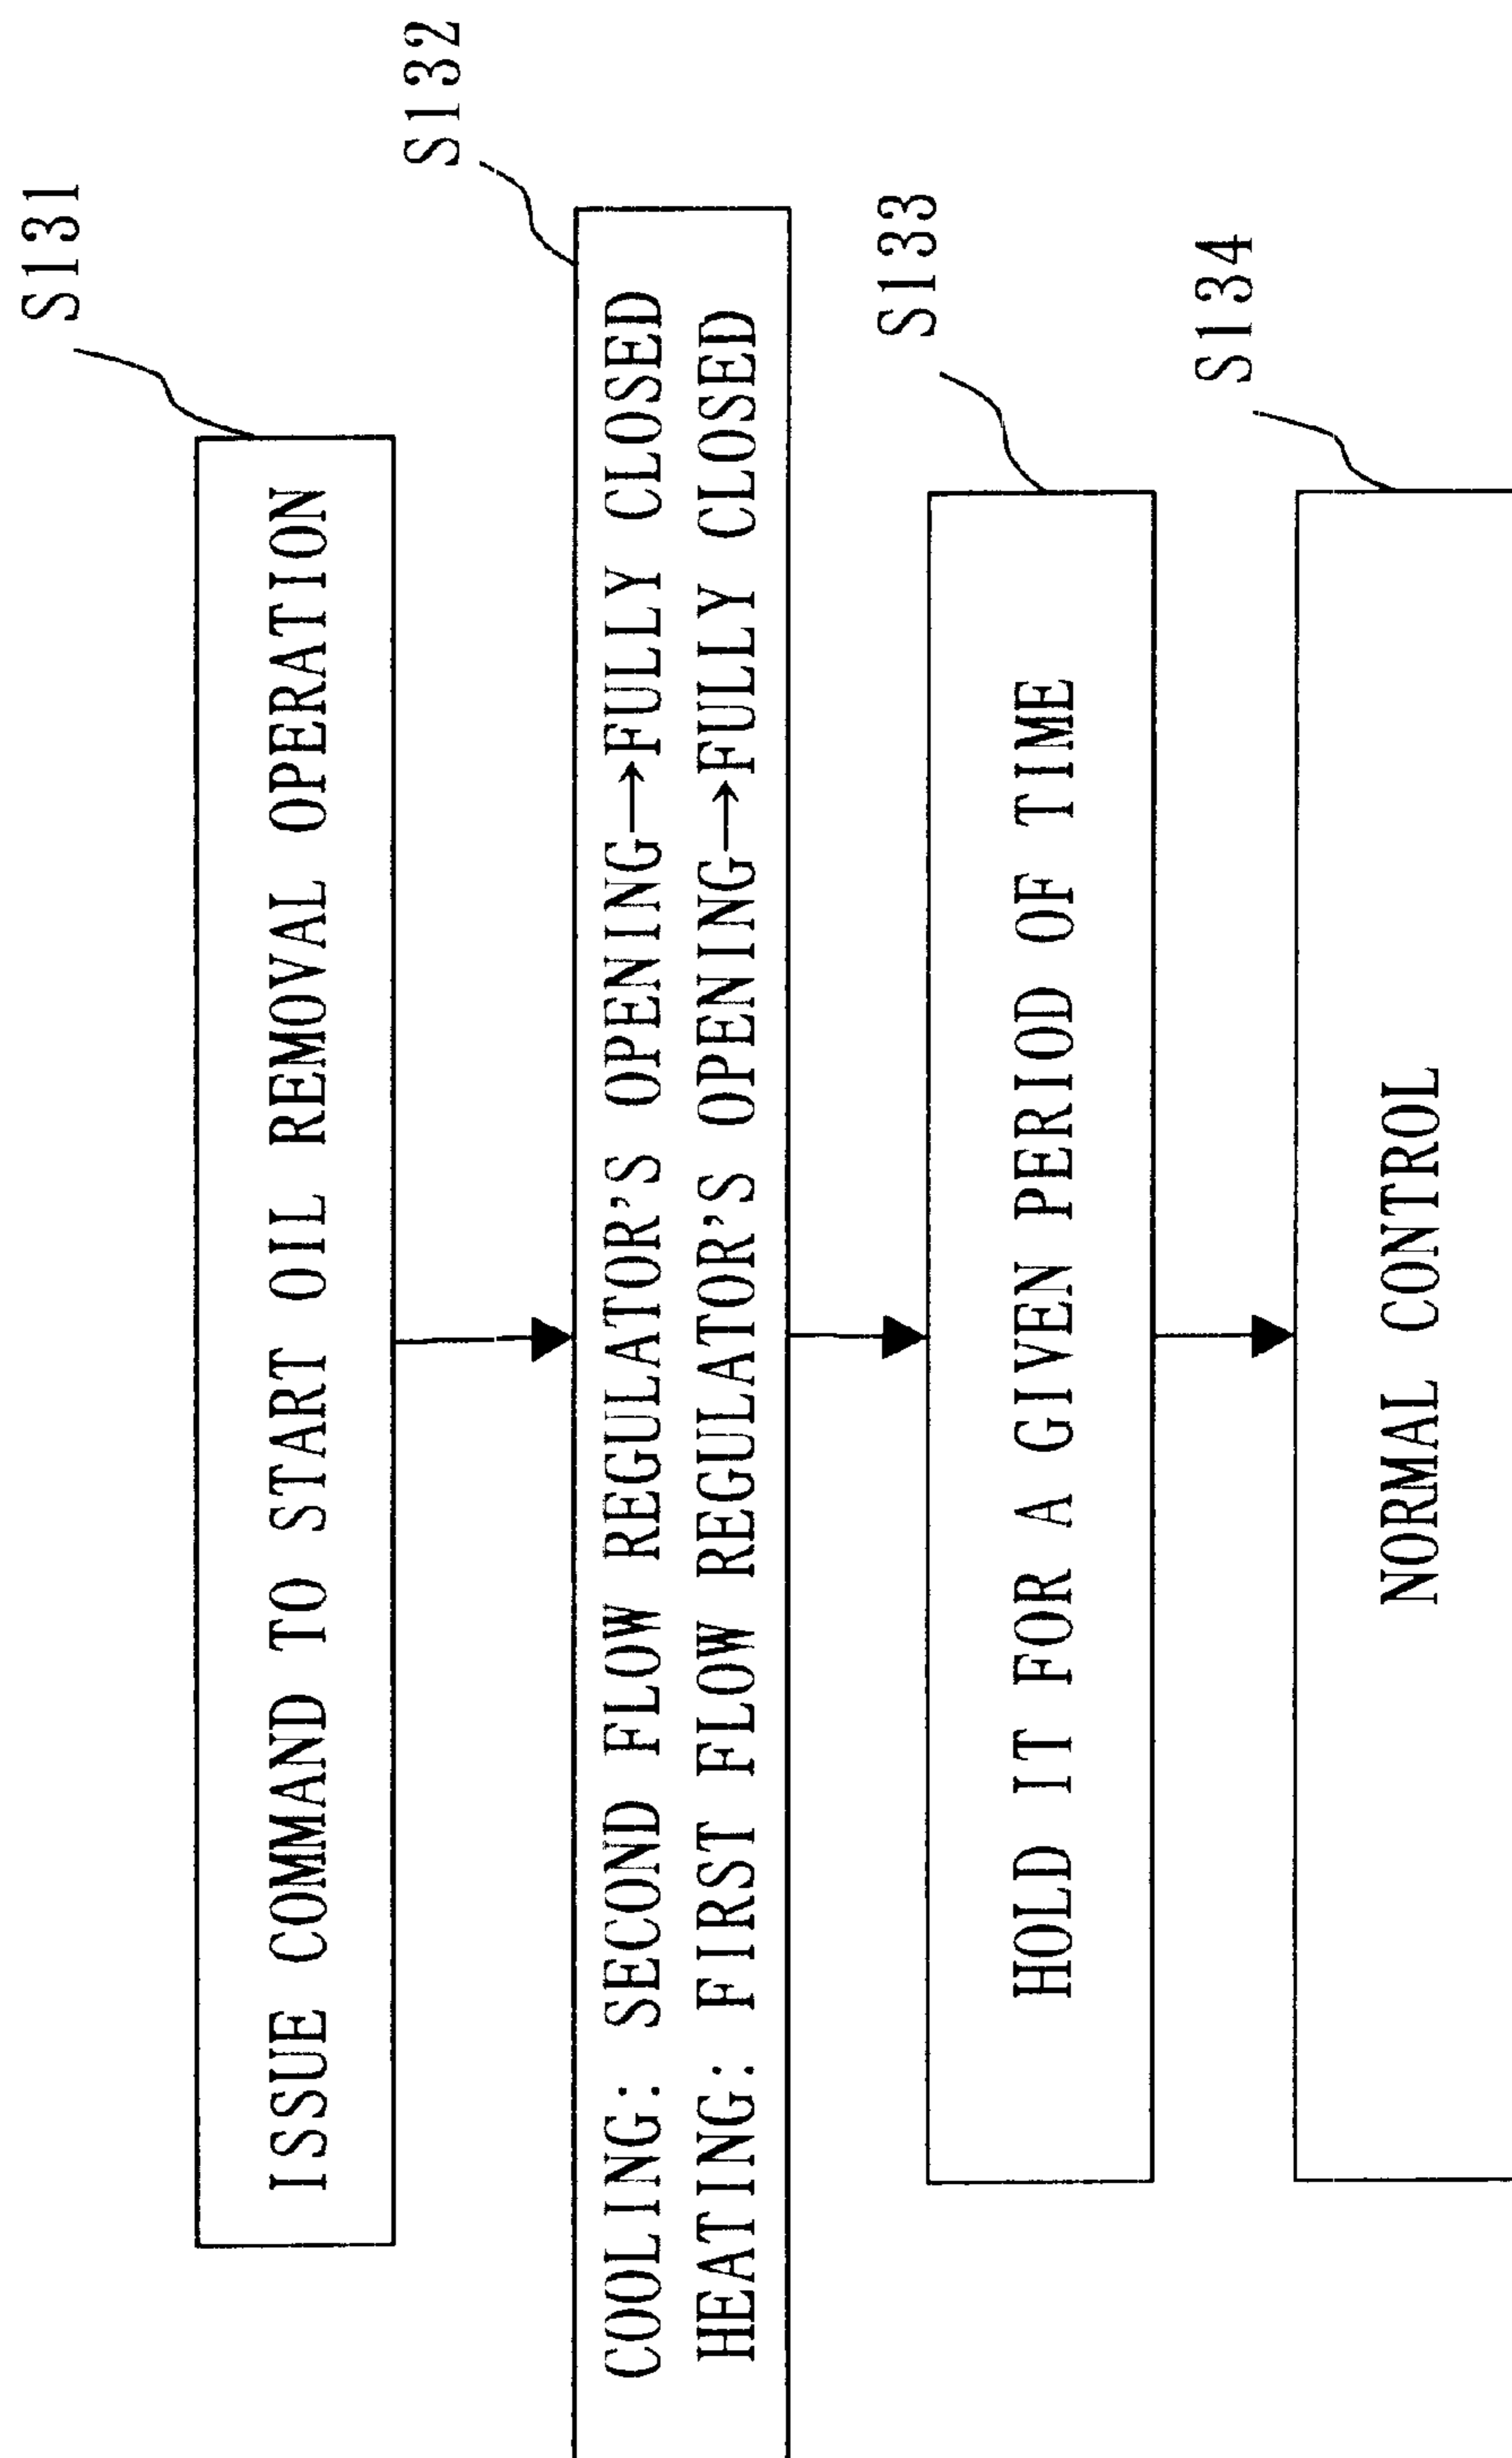 S131
ISSUE COMMAND TO START OIL REMOVAL OPERATION
S132
COOLING: SECOND FLOW REGULATOR'S OPENING→FULLY CLOSED
HEATING: FIRST FLOW REGULATOR'S OPENING→FULLY CLOSED
S133
HOLD IT FOR A GIVEN PERIOD OF TIME
S134
NORMAL CONTROL